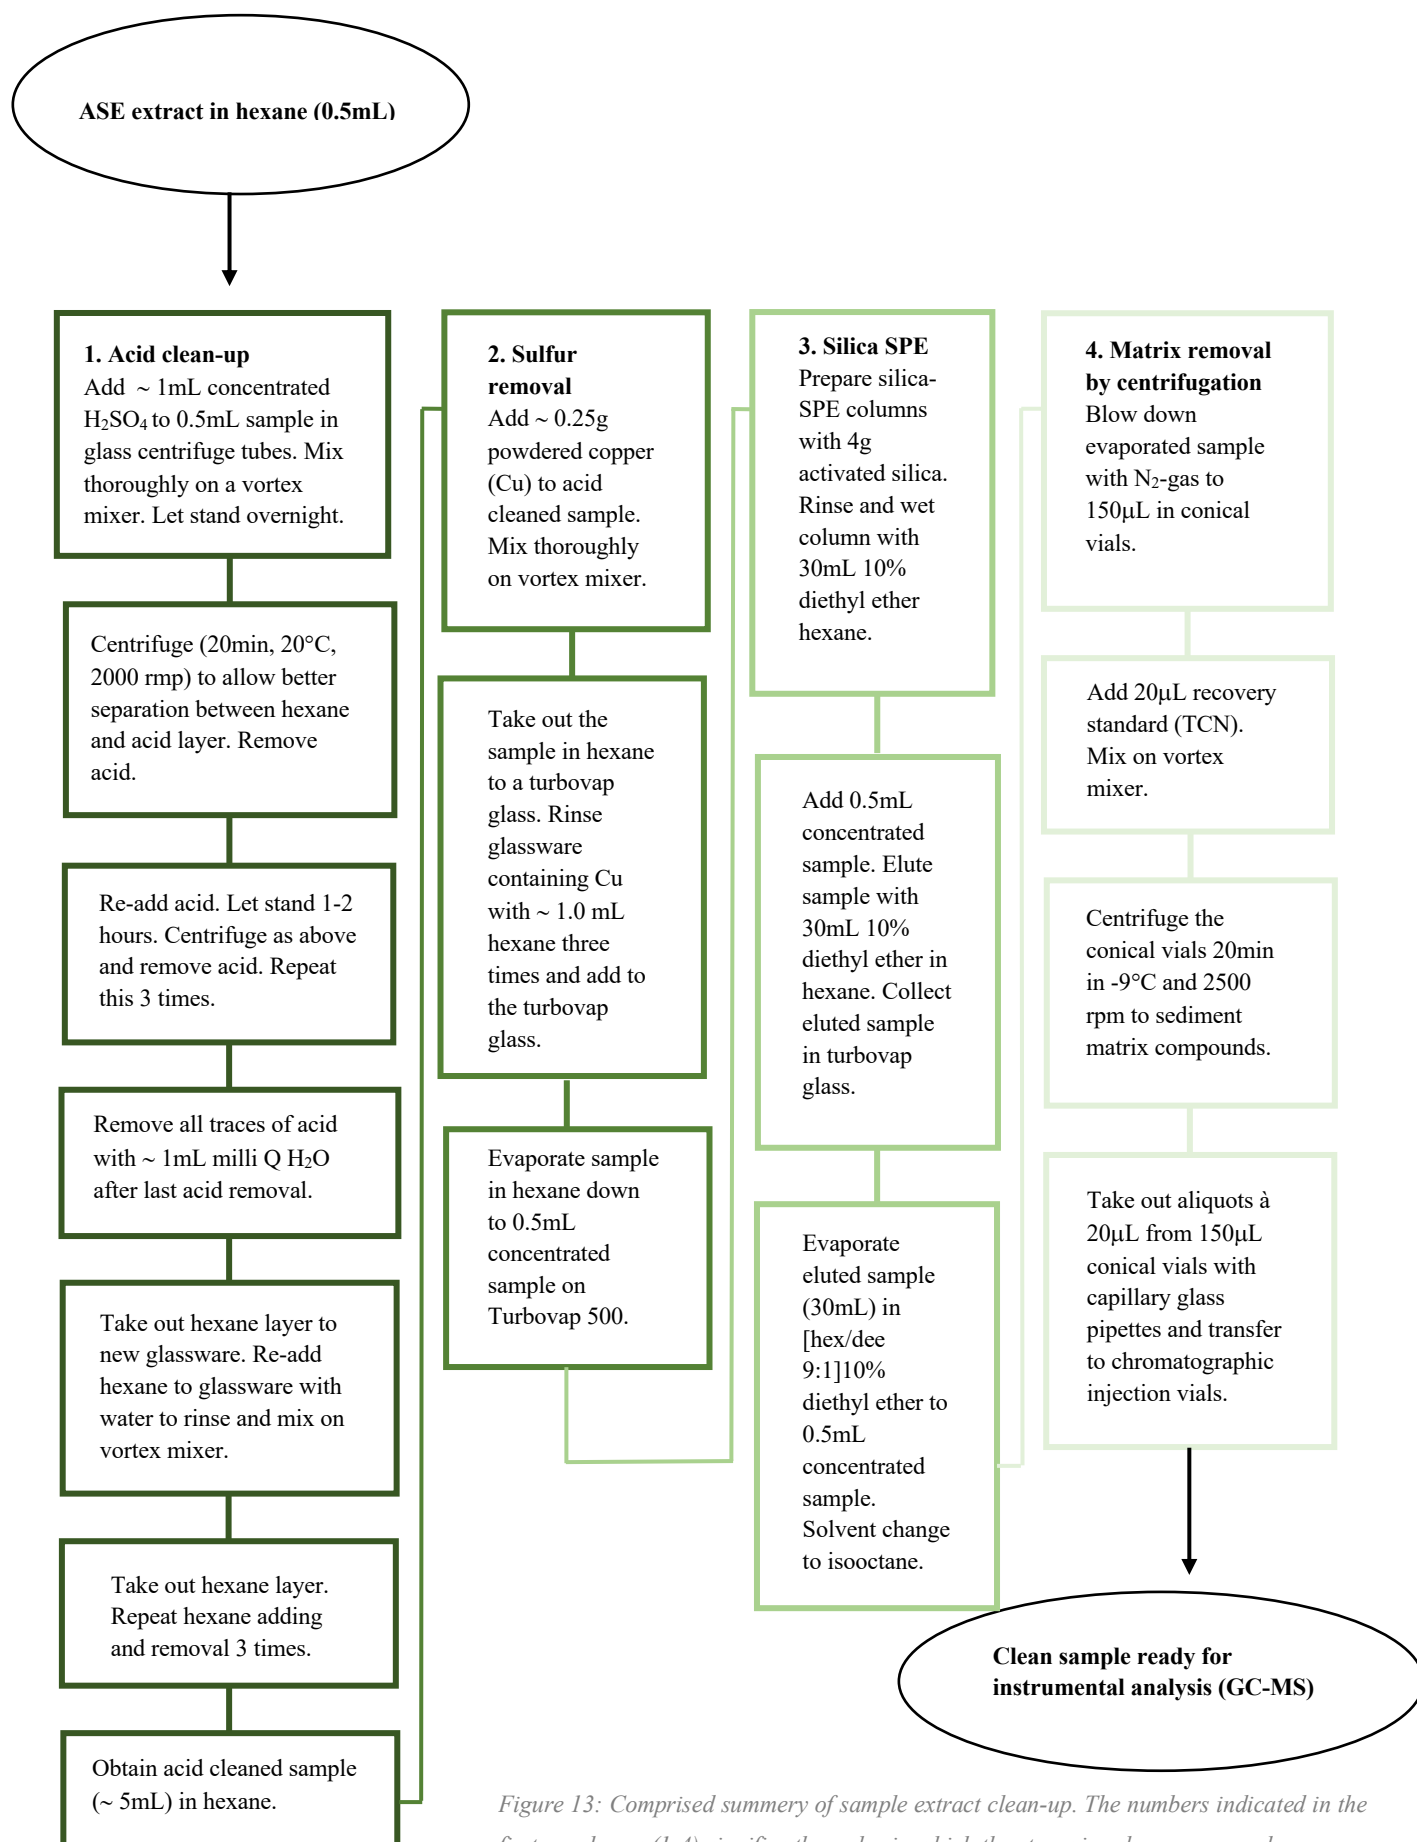 ASE extract in hexane (0.5mL)
1. Acid clean-up
Add ~ 1mL concentrated
H₂SO₄ to 0.5mL sample in
glass centrifuge tubes. Mix
thoroughly on a vortex
mixer. Let stand overnight.
Centrifuge (20min, 20°C,
2000 rmp) to allow better
separation between hexane
and acid layer. Remove
acid.
Re-add acid. Let stand 1-2
hours. Centrifuge as above
and remove acid. Repeat
this 3 times.
Remove all traces of acid
with ~ 1mL milli Q H₂O
after last acid removal.
Take out hexane layer to
new glassware. Re-add
hexane to glassware with
water to rinse and mix on
vortex mixer.
Take out hexane layer.
Repeat hexane adding
and removal 3 times.
Obtain acid cleaned sample
(~ 5mL) in hexane.
2. Sulfur
removal
Add ~ 0.25g
powdered copper
(Cu) to acid
cleaned sample.
Mix thoroughly
on vortex mixer.
Take out the
sample in hexane
to a turbovap
glass. Rinse
glassware
containing Cu
with ~ 1.0 mL
hexane three
times and add to
the turbovap
glass.
Evaporate sample
in hexane down
to 0.5mL
concentrated
sample on
Turbovap 500.
3. Silica SPE
Prepare silica-
SPE columns
with 4g
activated silica.
Rinse and wet
column with
30mL 10%
diethyl ether
hexane.
Add 0.5mL
concentrated
sample. Elute
sample with
30mL 10%
diethyl ether in
hexane. Collect
eluted sample
in turbovap
glass.
Evaporate
eluted sample
(30mL) in
[hex/dee
9:1]10%
diethyl ether to
0.5mL
concentrated
sample.
Solvent change
to isooctane.
4. Matrix removal
by centrifugation
Blow down
evaporated sample
with N₂-gas to
150µL in conical
vials.
Add 20µL recovery
standard (TCN).
Mix on vortex
mixer.
Centrifuge the
conical vials 20min
in -9°C and 2500
rpm to sediment
matrix compounds.
Take out aliquots à
20µL from 150µL
conical vials with
capillary glass
pipettes and transfer
to chromatographic
injection vials.
Clean sample ready for
instrumental analysis (GC-MS)
Figure 13: Comprised summery of sample extract clean-up. The numbers indicated in the